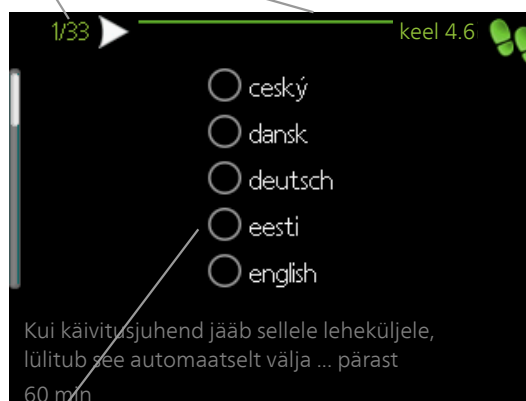 1/33
keel 4.6
ceský
dansk
deutsch
eesti
english
Kui käivitusjuhend jääb sellele leheküljele,
lülitub see automaatselt välja ... pärast
60 min